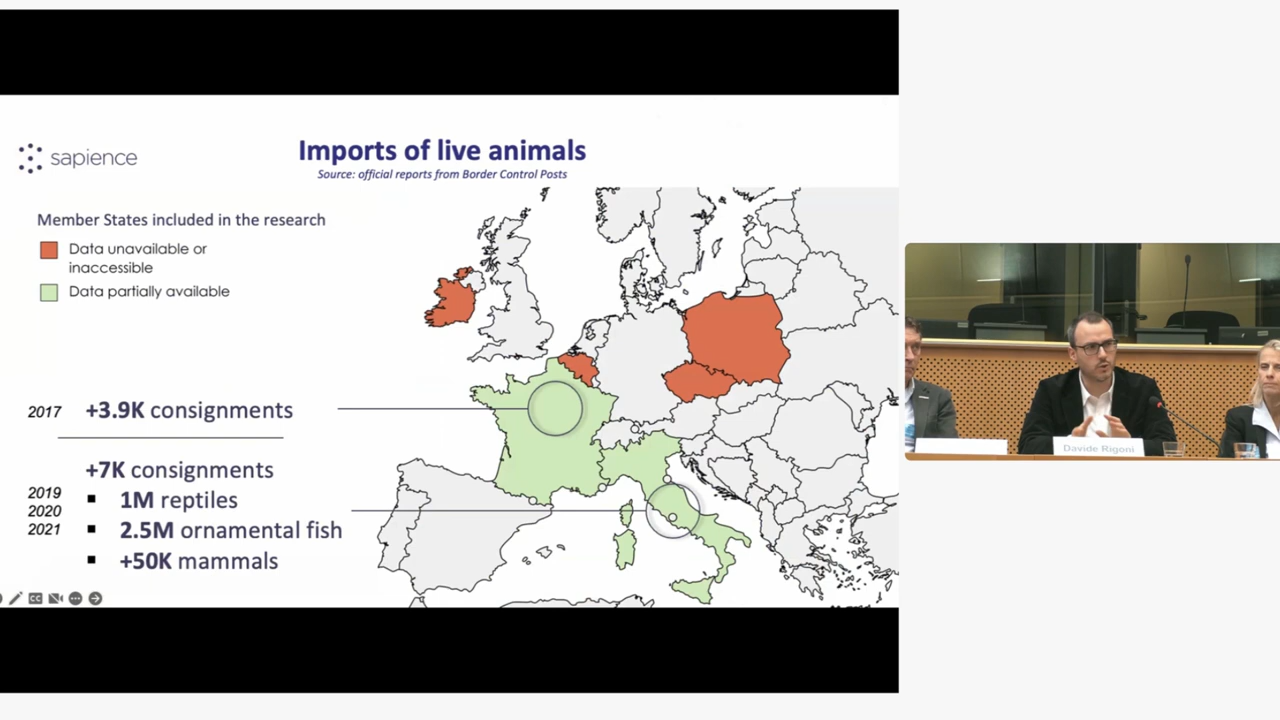 sapience
Imports of live animals
Source: official reports from Border Control Posts
Member States included in the research
Data unavailable or
inaccessible
Data partially available
2017 +3.9K consignments
+7K consignments
2019
2020
2021
1M reptiles
2.5M ornamental fish
+50K mammals
CC
Davide Rigoni